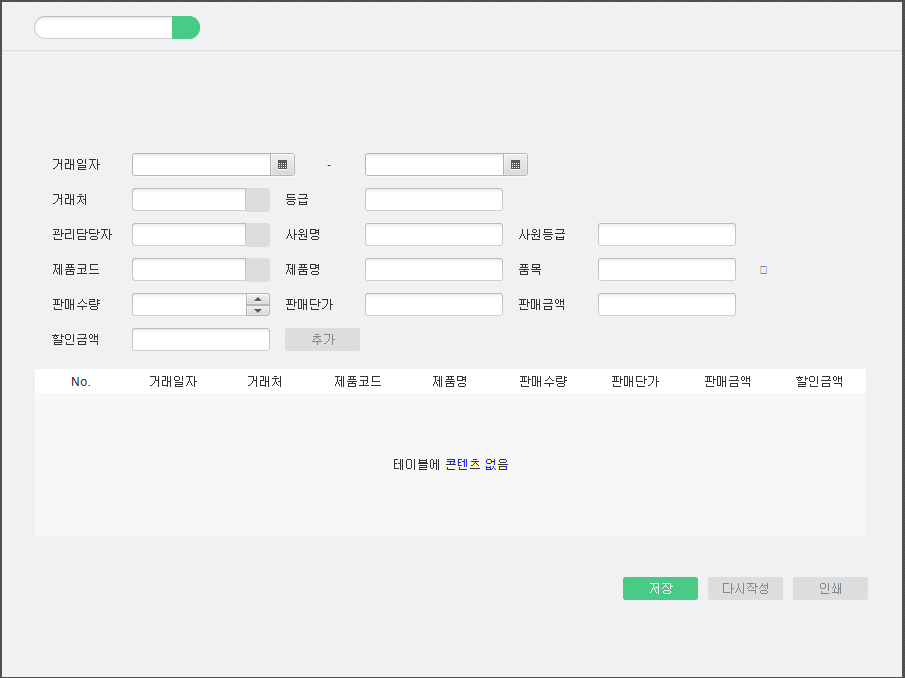 거래일자 -
거래처 등급
관리담당자 사원명 사원등급
제품코드 제품명 품목
판매수량 판매단가 판매금액
할인금액 추가
No. 거래일자 거래처 제품코드 제품명 판매수량 판매단가 판매금액 할인금액
테이블에 콘텐츠 없음
저장 다시작성 인쇄